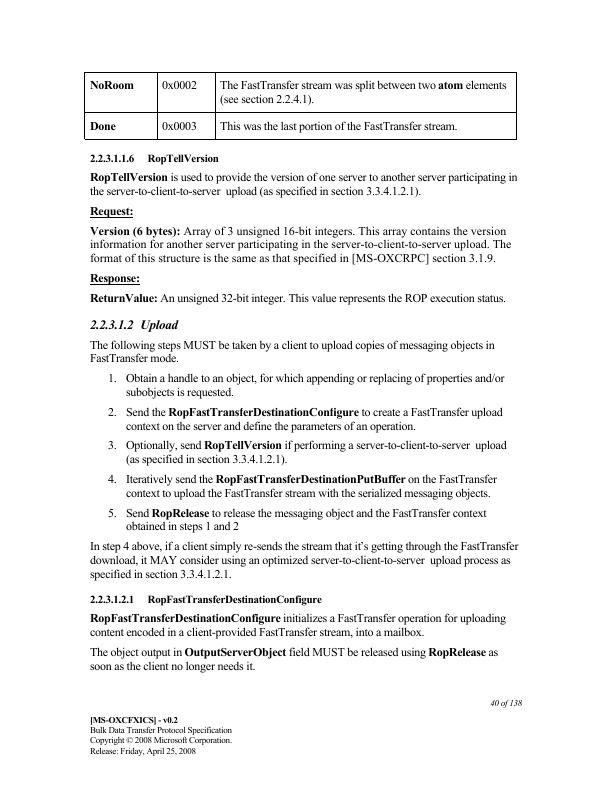 NoRoom 0x0002 The FastTransfer stream was split between two atom elements
(see section 2.2.4.1).
Done 0x0003 This was the last portion of the FastTransfer stream.
2.2.3.1.1.6 RopTellVersion
RopTellVersion is used to provide the version of one server to another server participating in
the server-to-client-to-server upload (as specified in section 3.3.4.1.2.1).
Request:
Version (6 bytes): Array of 3 unsigned 16-bit integers. This array contains the version
information for another server participating in the server-to-client-to-server upload. The
format of this structure is the same as that specified in [MS-OXCRPC] section 3.1.9.
Response:
ReturnValue: An unsigned 32-bit integer. This value represents the ROP execution status.
2.2.3.1.2 Upload
The following steps MUST be taken by a client to upload copies of messaging objects in
FastTransfer mode.
1. Obtain a handle to an object, for which appending or replacing of properties and/or
subobjects is requested.
2. Send the RopFastTransferDestinationConfigure to create a FastTransfer upload
context on the server and define the parameters of an operation.
3. Optionally, send RopTellVersion if performing a server-to-client-to-server upload
(as specified in section 3.3.4.1.2.1).
4. Iteratively send the RopFastTransferDestinationPutBuffer on the FastTransfer
context to upload the FastTransfer stream with the serialized messaging objects.
5. Send RopRelease to release the messaging object and the FastTransfer context
obtained in steps 1 and 2
In step 4 above, if a client simply re-sends the stream that it's getting through the FastTransfer
download, it MAY consider using an optimized server-to-client-to-server upload process as
specified in section 3.3.4.1.2.1.
2.2.3.1.2.1 RopFastTransferDestinationConfigure
RopFastTransferDestinationConfigure initializes a FastTransfer operation for uploading
content encoded in a client-provided FastTransfer stream, into a mailbox.
The object output in OutputServerObject field MUST be released using RopRelease as
soon as the client no longer needs it.
40 of 138
[MS-OXCFXICS] - v0.2
Bulk Data Transfer Protocol Specification
Copyright © 2008 Microsoft Corporation.
Release: Friday, April 25, 2008